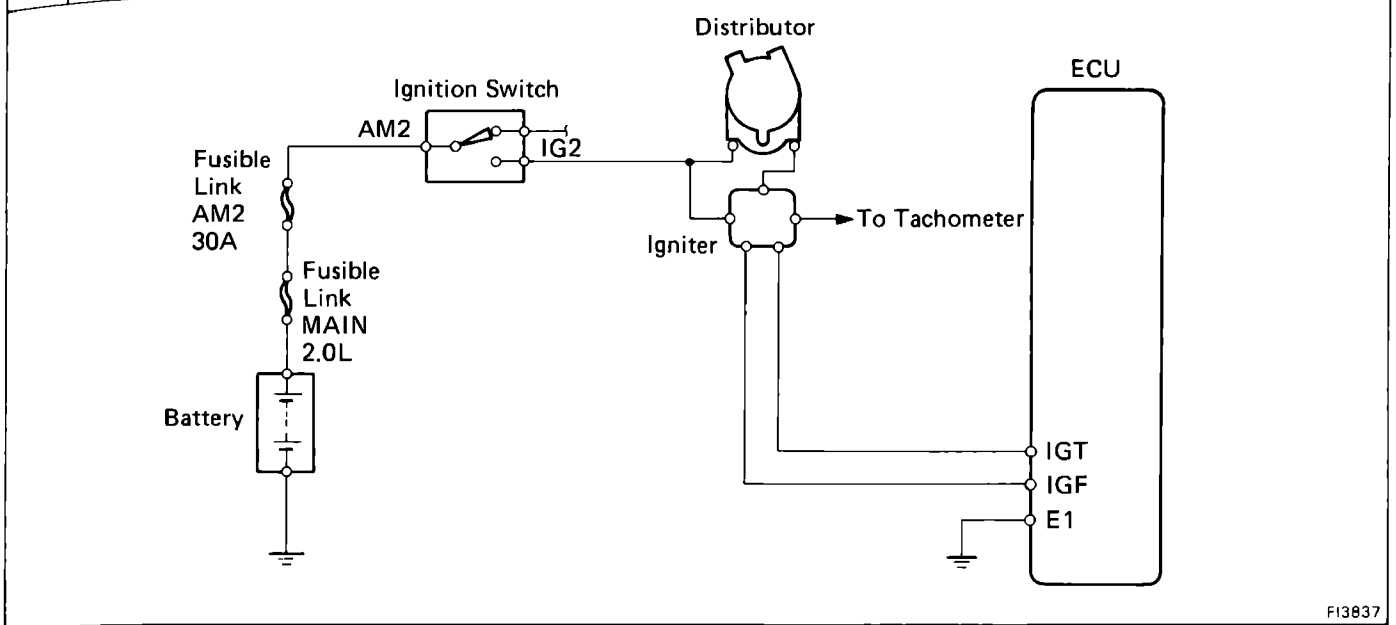 Distributor
ECU
Ignition Switch
AM2
IG2
Fusible
Link
AM2
30A
To Tachometer
Igniter
Fusible
Link
MAIN
2.0L
Battery
IGT
IGF
E1
FI3837